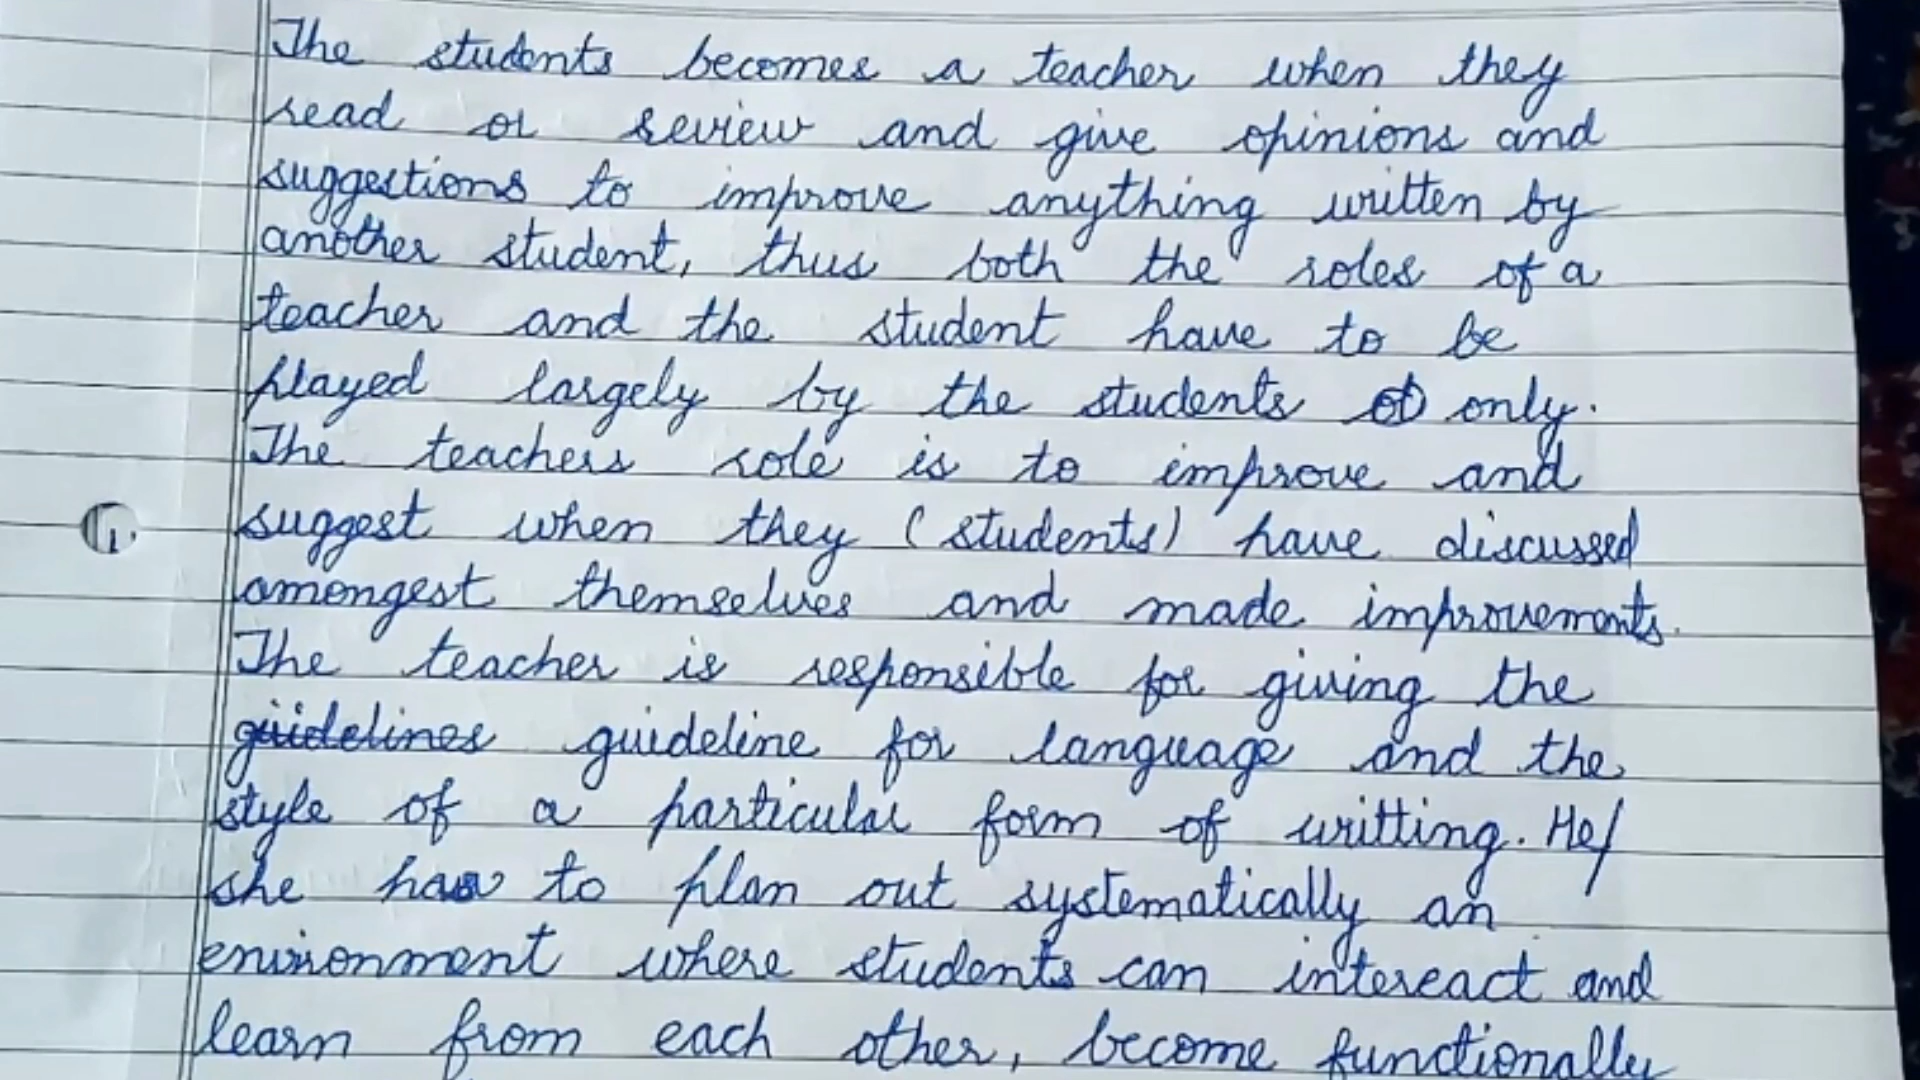 The students becomes a teacher when they
read or review and give opinions and
suggestions to improve anything written by
another student, thus both the roles of a
teacher and the student have to be
played largely by the students only.
The teachers role is to improve and
suggest when they (students) have discussed
amongest themselves and made improvements.
The teacher is responsible for giving the
guidelines guideline for language and the
style of a particular form of writting. He/
she has to plan out systematically an
environment where students can intereact and
learn from each other, become functionally